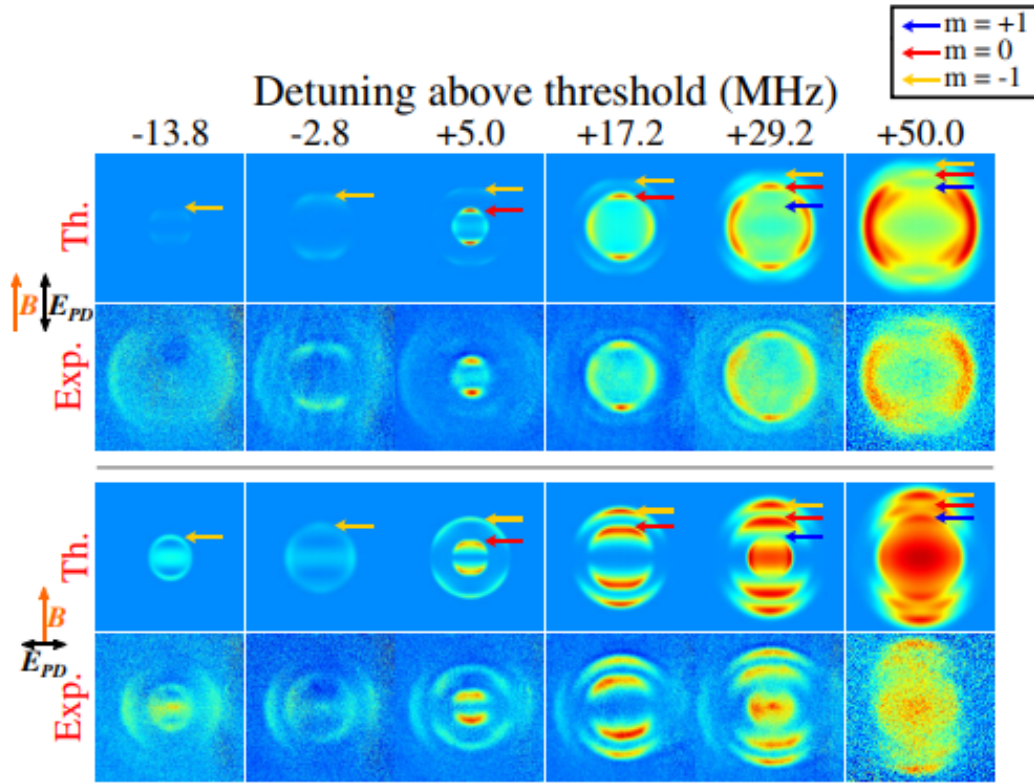 m = +1
m = 0
m = -1
Detuning above threshold (MHz)
-13.8 -2.8 +5.0 +17.2 +29.2 +50.0
Th.
B E_PD
Exp.
Th.
B
E_PD
Exp.